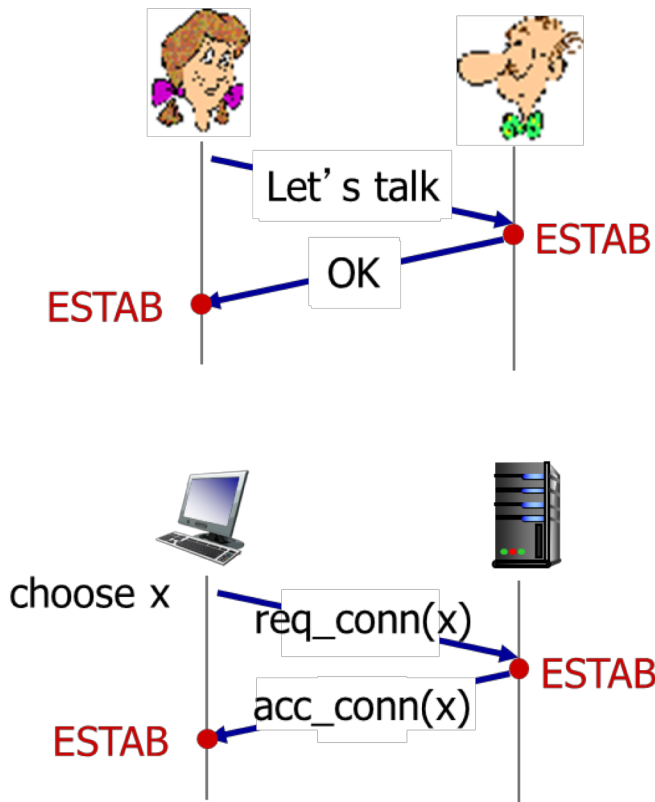 Let's talk
ESTAB
OK
ESTAB
choose x
req_conn(x)
ESTAB
acc_conn(x)
ESTAB